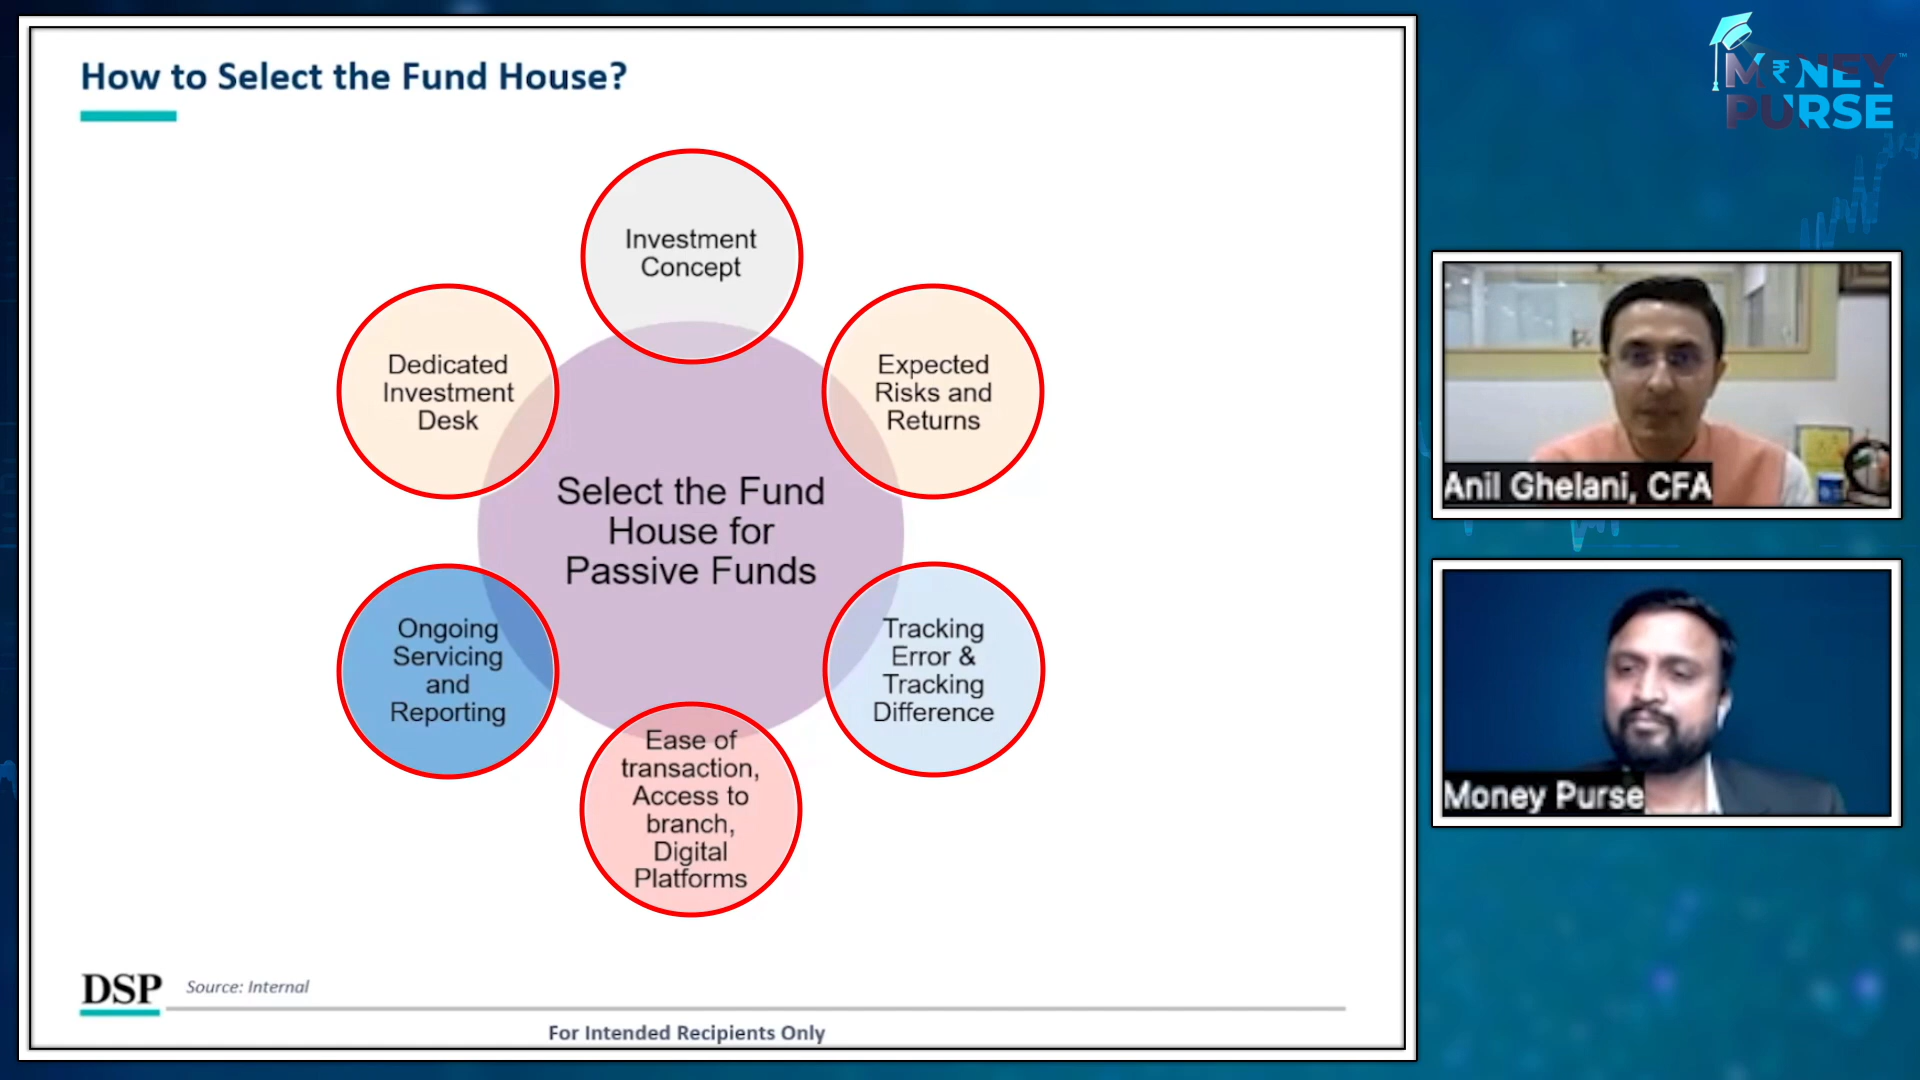 How to Select the Fund House?
Investment
Concept
Dedicated
Investment
Desk
Expected
Risks and
Returns
Select the Fund
House for
Passive Funds
Ongoing
Servicing
and
Reporting
Tracking
Error &
Tracking
Difference
Ease of
transaction,
Access to
branch,
Digital
Platforms
DSP
Source: Internal
For Intended Recipients Only
M₹NEY™
PURSE
Anil Ghelani, CFA
Money Purse